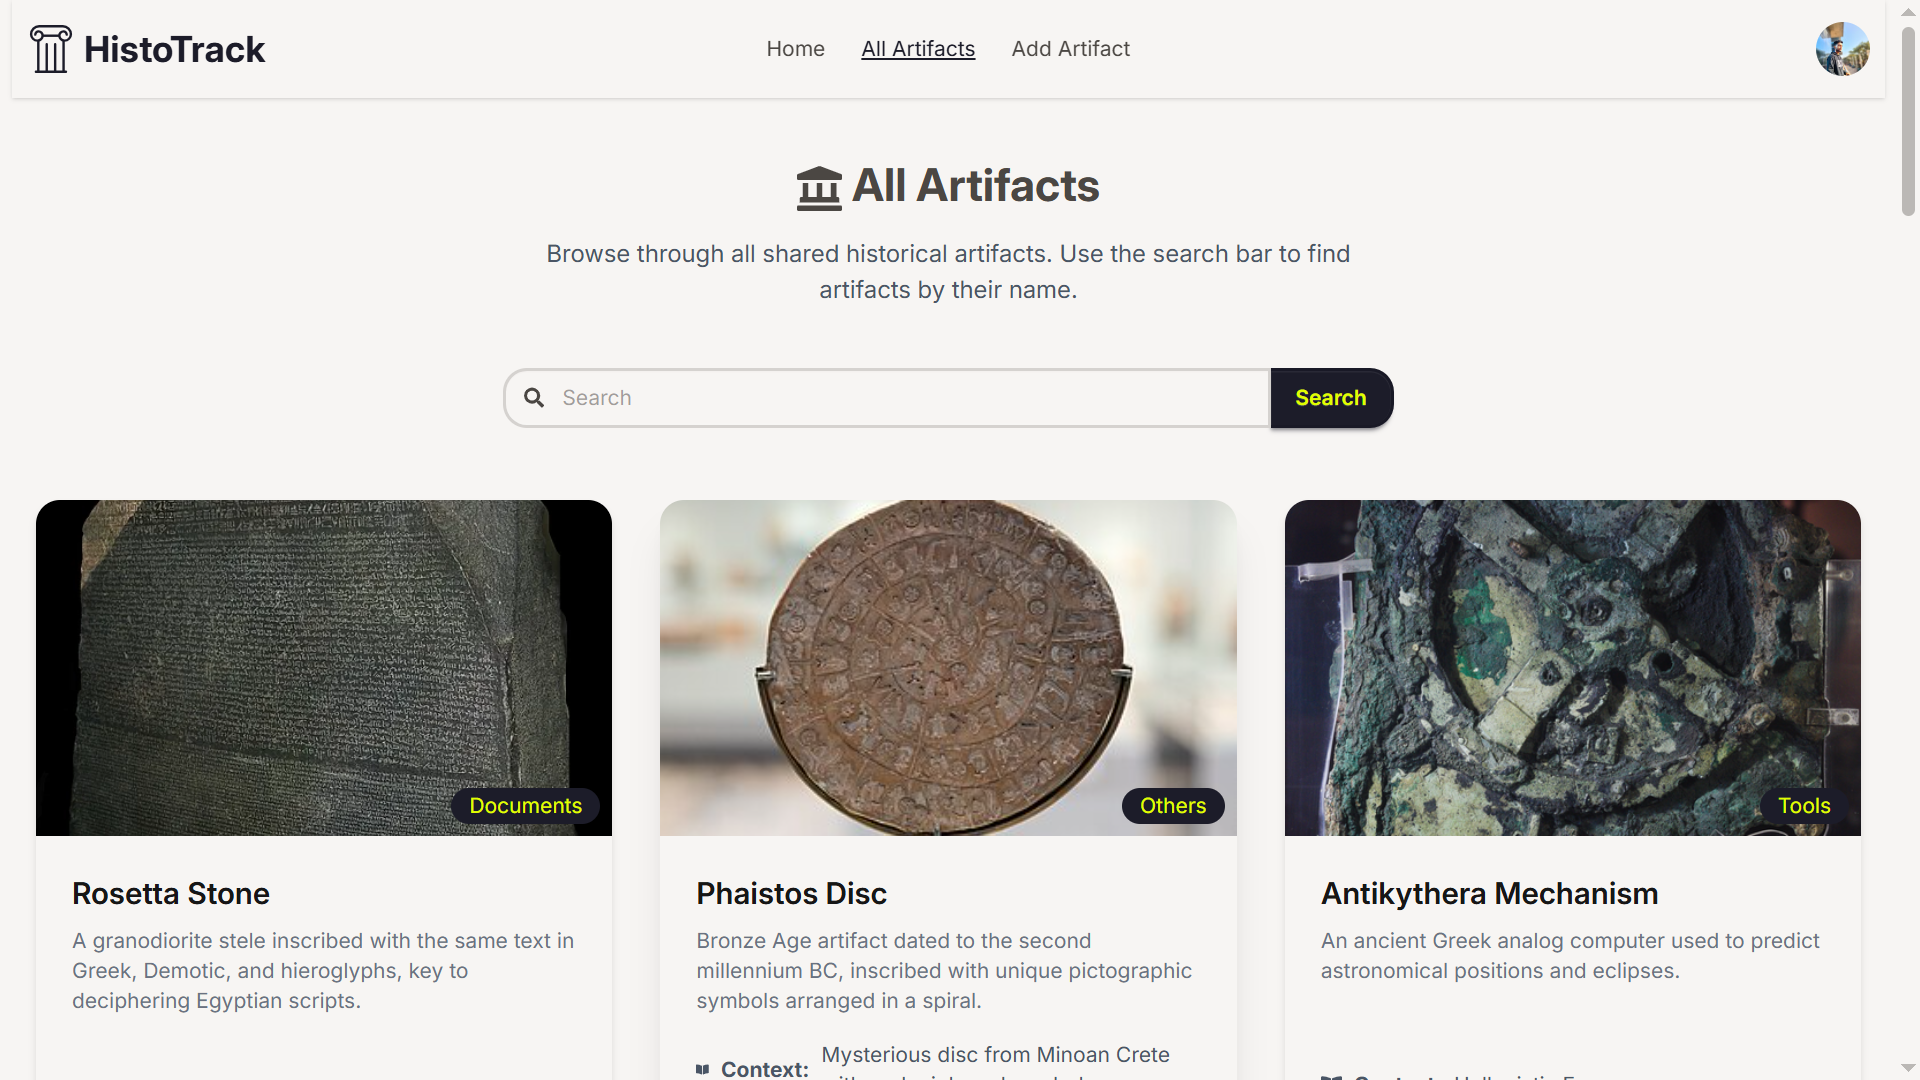 HistoTrack
Home
All Artifacts
Add Artifact
All Artifacts
Browse through all shared historical artifacts. Use the search bar to find
artifacts by their name.
Search
Search
Documents
Others
Tools
Rosetta Stone
A granodiorite stele inscribed with the same text in
Greek, Demotic, and hieroglyphs, key to
deciphering Egyptian scripts.
Phaistos Disc
Bronze Age artifact dated to the second
millennium BC, inscribed with unique pictographic
symbols arranged in a spiral.
Context: Mysterious disc from Minoan Crete
Antikythera Mechanism
An ancient Greek analog computer used to predict
astronomical positions and eclipses.